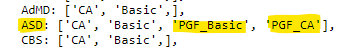 AdMD: ['CA', 'Basic',],
ASD: ['CA', 'Basic', 'PGF_Basic', 'PGF_CA']
CBS: ['CA', 'Basic',],